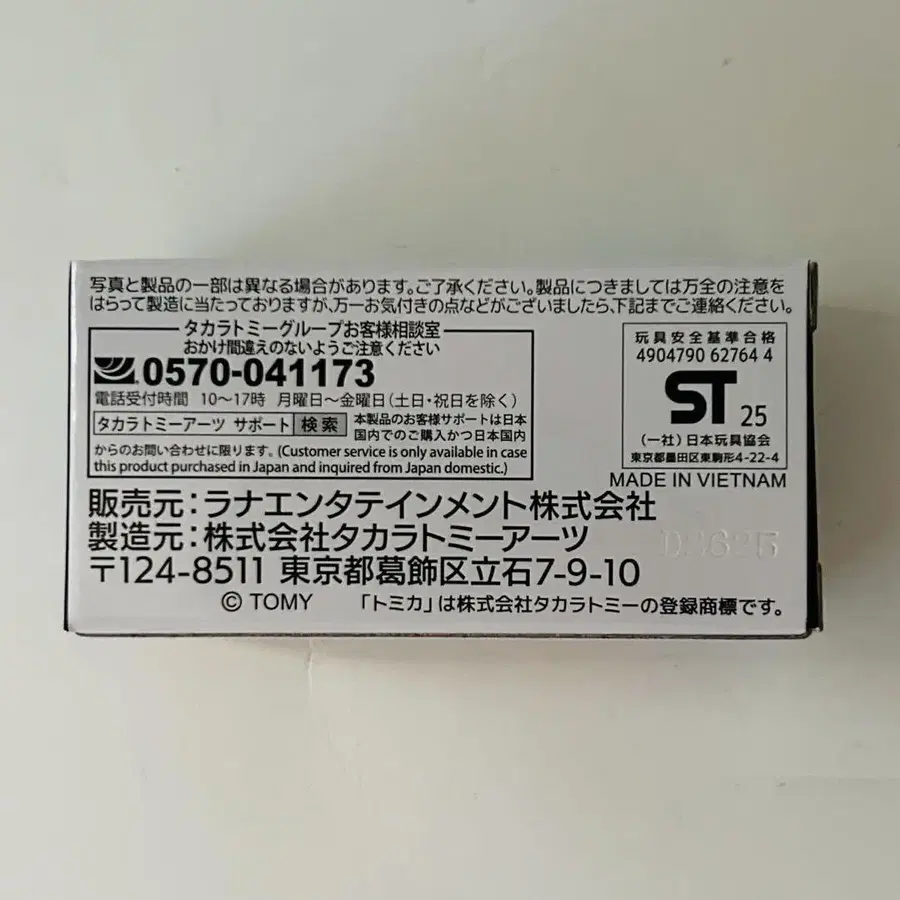 写真と製品の一部は異なる場合があります。ご了承ください。製品につきましては万全の注意を
はらって製造に当たっておりますが、万一お気付きの点などがございましたら、下記までご連絡ください。
タカラトミーグループお客様相談室
おかけ間違えのないようご注意ください
0570-041173
電話受付時間 10〜17時 月曜日〜金曜日(土日・祝日を除く)
タカラトミーアーツ サポート 検索
本製品のお客様サポートは日本
国内でのご購入かつ日本国内
からのお問い合わせに限ります。(Customer service is only available in case
this product purchased in Japan and inquired from Japan domestic.)
玩具安全基準合格
4904790 62764 4
ST 25
(一社)日本玩具協会
東京都墨田区東駒形4-22-4
MADE IN VIETNAM
販売元:ラナエンタテインメント株式会社
製造元:株式会社タカラトミーアーツ
〒124-8511 東京都葛飾区立石7-9-10
© TOMY 「トミカ」は株式会社タカラトミーの登録商標です。